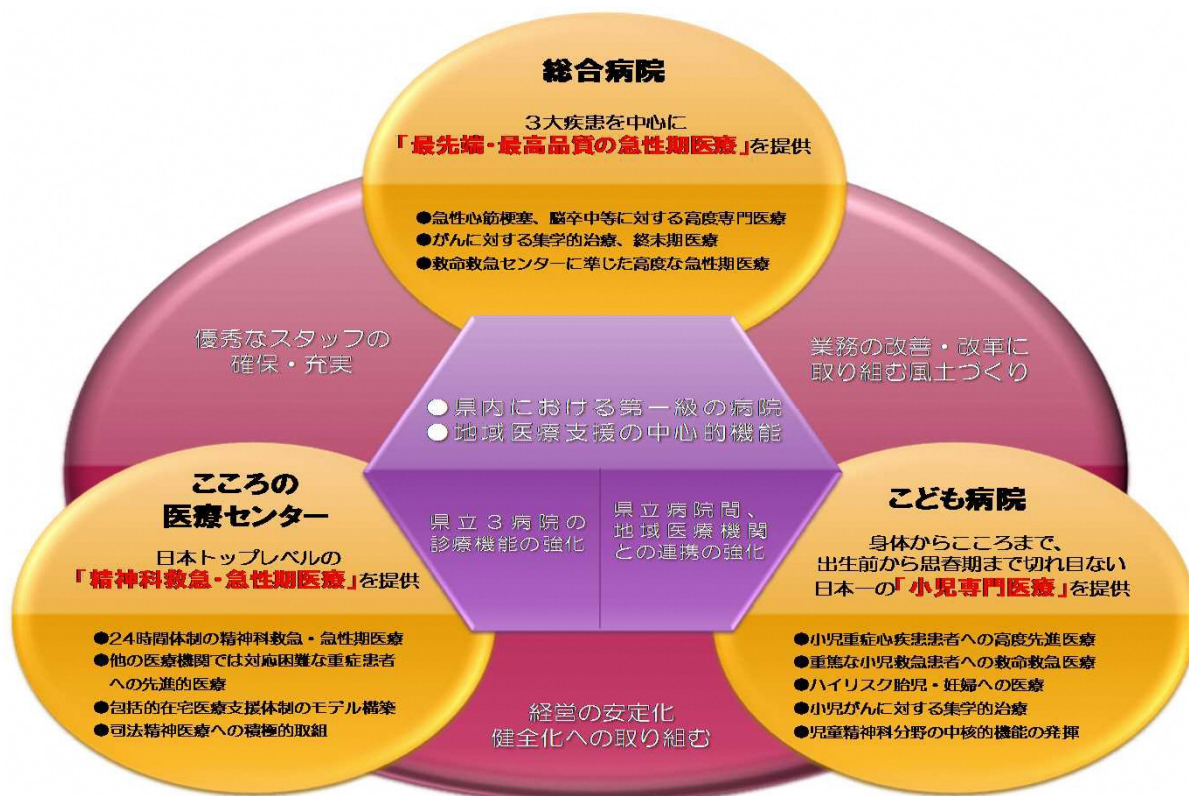 総合病院
３大疾患を中心に
「最先端・最高品質の急性期医療」を提供
●急性心筋梗塞、脳卒中等に対する高度専門医療
●がんに対する集学的治療、終末期医療
●救命救急センターに準じた高度な急性期医療
優秀なスタッフの
確保・充実
業務の改善・改革に
取り組む風土づくり
●県内における第一級の病院
●地域医療支援の中心的機能
県立３病院の
診療機能の強化
県立病院間、
地域医療機関
との連携の強化
こころの
医療センター
日本トップレベルの
「精神科救急・急性期医療」を提供
●24時間体制の精神科救急・急性期医療
●他の医療機関では対応困難な重症患者
への先進的医療
●包括的在宅医療支援体制のモデル構築
●司法精神医療への積極的取組
こども病院
身体からこころまで、
出生前から思春期まで切れ目ない
日本一の「小児専門医療」を提供
●小児重症心疾患患者への高度先進医療
●重篤な小児救急患者への救命救急医療
●ハイリスク胎児・妊婦への医療
●小児がんに対する集学的治療
●児童精神科分野の中核的機能の発揮
経営の安定化
健全化への取り組む